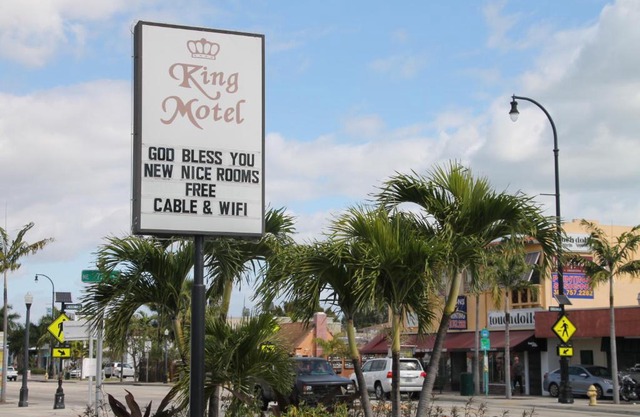 King
Motel
GOD BLESS YOU
NEW NICE ROOMS
FREE
CABLE & WIFI